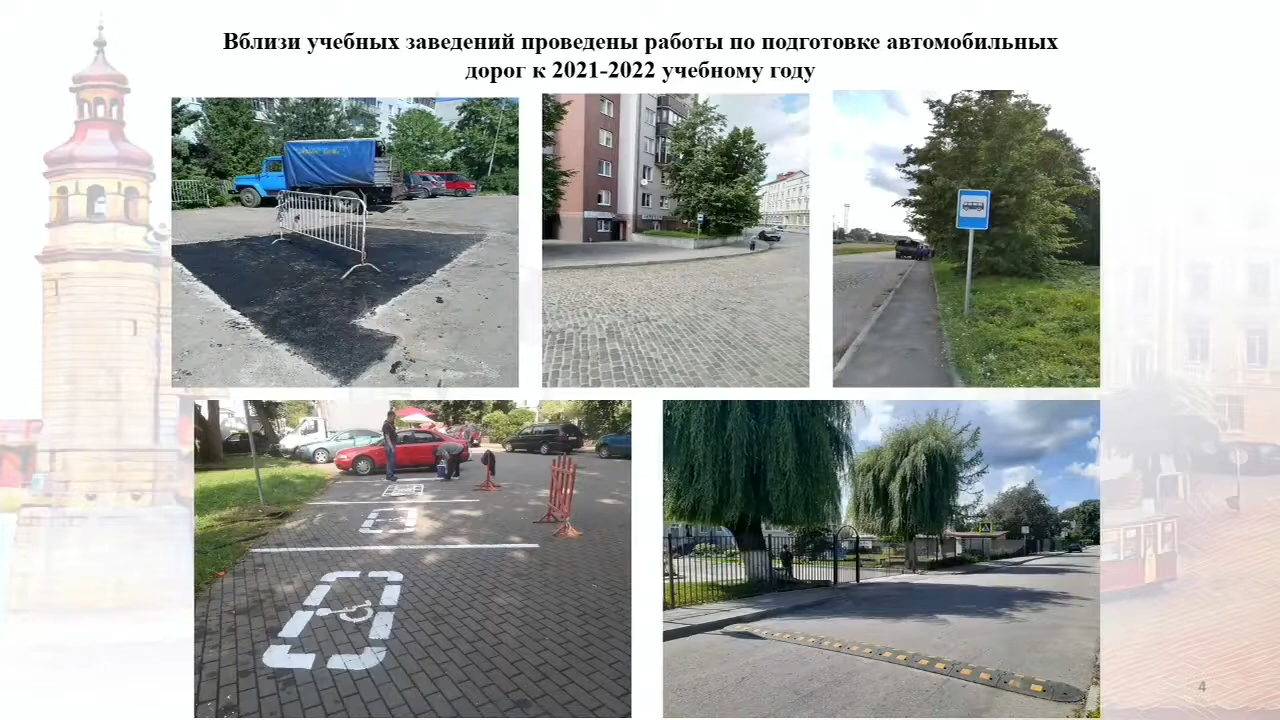 Вблизи учебных заведений проведены работы по подготовке автомобильных
дорог к 2021-2022 учебному году
4